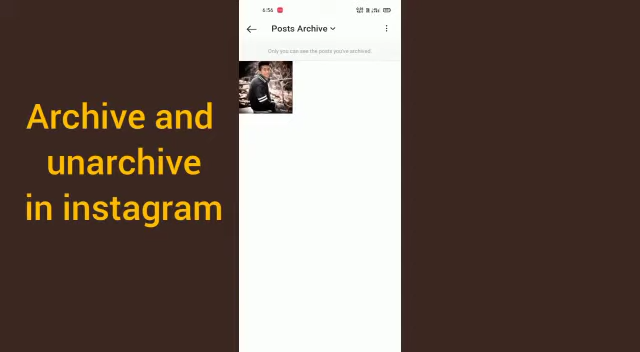 Archive and
unarchive
in instagram
6:56
Posts Archive
Only you can see the posts you've archived